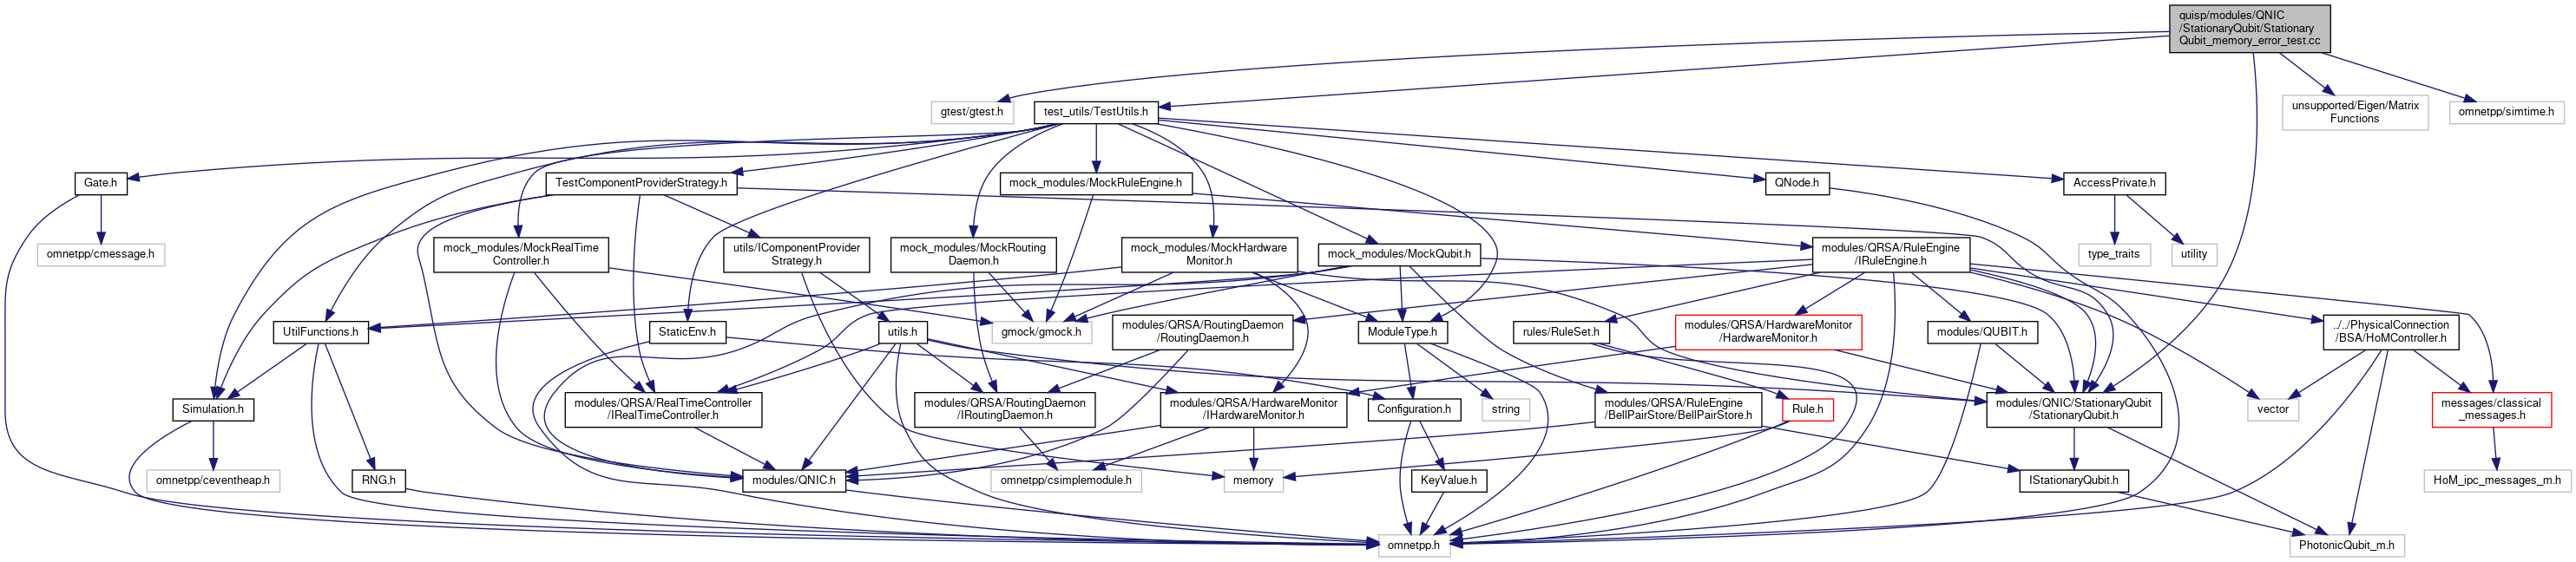 quisp/modules/QNIC
/StationaryQubit/Stationary
Qubit_memory_error_test.cc
gtest/gtest.h
test_utils/TestUtils.h
unsupported/Eigen/Matrix
Functions
omnetpp/simtime.h
Gate.h
TestComponentProviderStrategy.h
mock_modules/MockRuleEngine.h
QNode.h
AccessPrivate.h
omnetpp/cmessage.h
mock_modules/MockRealTime
Controller.h
utils/IComponentProvider
Strategy.h
mock_modules/MockRouting
Daemon.h
mock_modules/MockHardware
Monitor.h
mock_modules/MockQubit.h
modules/QRSA/RuleEngine
/IRuleEngine.h
type_traits
utility
UtilFunctions.h
StaticEnv.h
utils.h
gmock/gmock.h
modules/QRSA/RoutingDaemon
/RoutingDaemon.h
ModuleType.h
rules/RuleSet.h
modules/QRSA/HardwareMonitor
/HardwareMonitor.h
modules/QUBIT.h
../../PhysicalConnection
/BSA/HoMController.h
Simulation.h
modules/QRSA/RealTimeController
/IRealTimeController.h
modules/QRSA/RoutingDaemon
/IRoutingDaemon.h
modules/QRSA/HardwareMonitor
/IHardwareMonitor.h
Configuration.h
string
modules/QRSA/RuleEngine
/BellPairStore/BellPairStore.h
Rule.h
modules/QNIC/StationaryQubit
/StationaryQubit.h
vector
messages/classical
_messages.h
omnetpp/ceventheap.h
RNG.h
modules/QNIC.h
omnetpp/csimplemodule.h
memory
KeyValue.h
IStationaryQubit.h
HoM_ipc_messages_m.h
omnetpp.h
PhotonicQubit_m.h